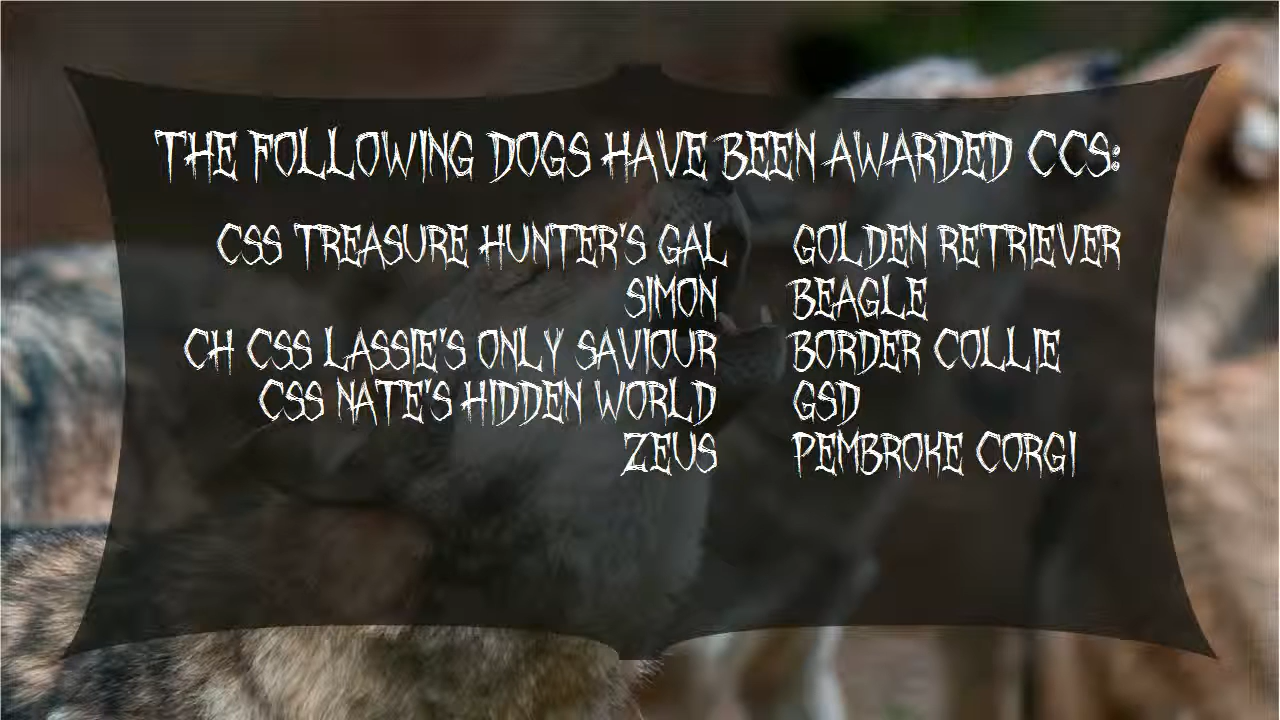 THE FOLLOWING DOGS HAVE BEEN AWARDED CCS:
CSS TREASURE HUNTER'S GAL GOLDEN RETRIEVER
SIMON BEAGLE
CH CSS LASSIE'S ONLY SAVIOUR BORDER COLLIE
CSS NATE'S HIDDEN WORLD GSD
ZEUS PEMBROKE CORGI